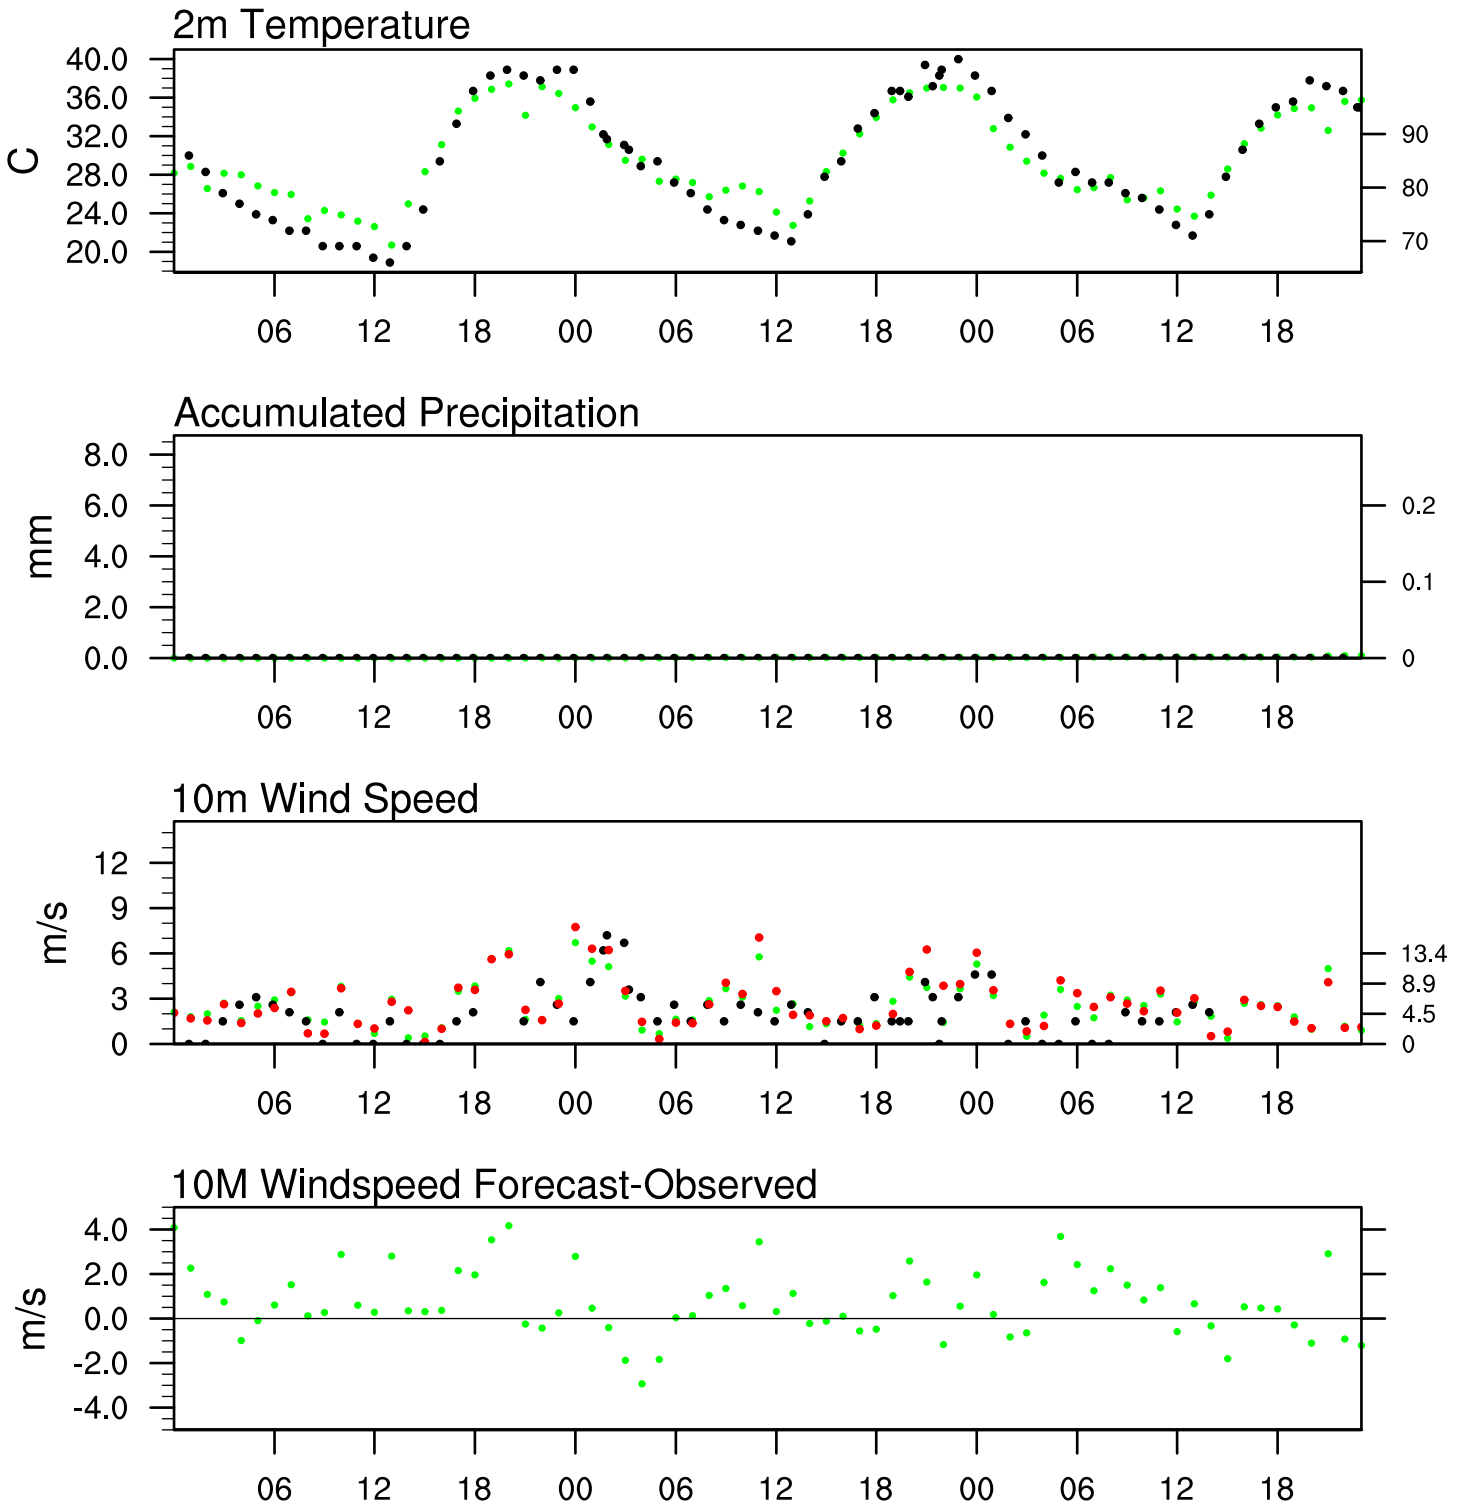 2m Temperature
40.0
36.0
32.0
28.0
24.0
20.0
C
90
80
70
06 12 18 00 06 12 18 00 06 12 18
Accumulated Precipitation
8.0
6.0
4.0
2.0
0.0
mm
0.2
0.1
0
06 12 18 00 06 12 18 00 06 12 18
10m Wind Speed
12
9
6
3
0
m/s
13.4
8.9
4.5
0
06 12 18 00 06 12 18 00 06 12 18
10M Windspeed Forecast-Observed
4.0
2.0
0.0
-2.0
-4.0
m/s
06 12 18 00 06 12 18 00 06 12 18